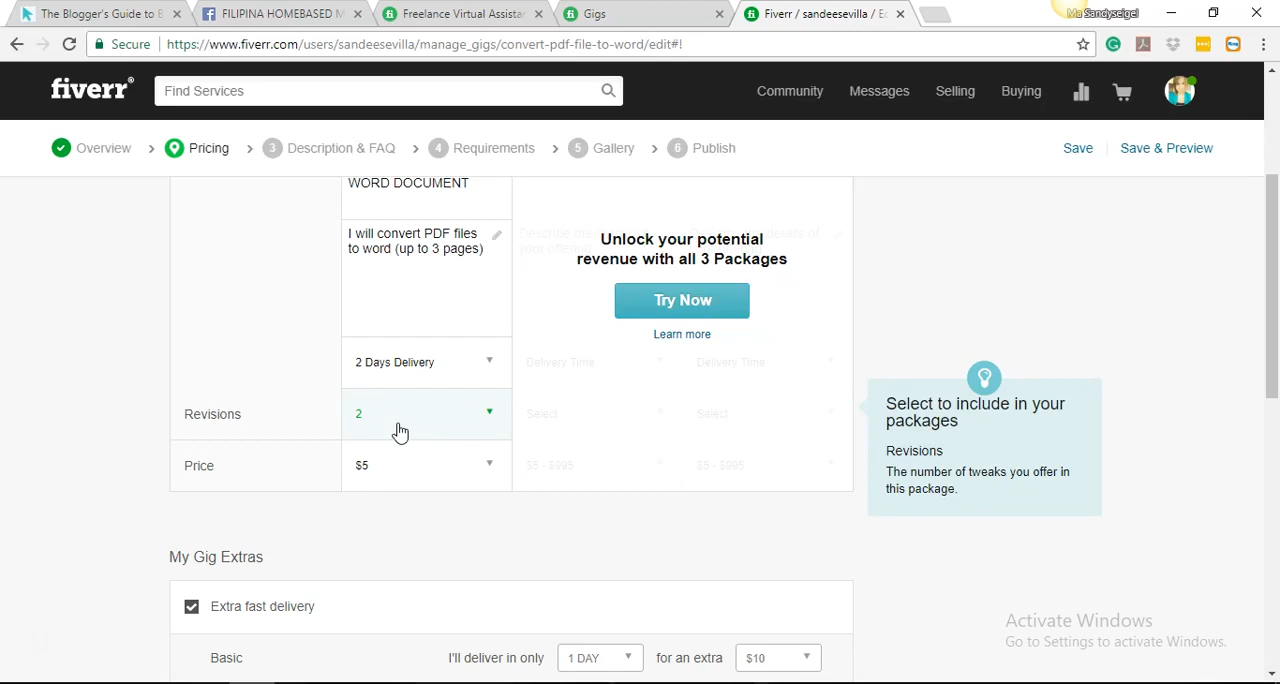 The Blogger's Guide to B
FILIPINA HOMEBASED M
Freelance Virtual Assista
Gigs
Fiverr / sandeesevilla / Ec
Ma Sandyseigel
Secure
https://www.fiverr.com/users/sandeesevilla/manage_gigs/convert-pdf-file-to-word/edit#!
fiverr®
Find Services
Community
Messages
Selling
Buying
Overview
Pricing
3 Description & FAQ
4 Requirements
5 Gallery
6 Publish
Save
Save & Preview
WORD DOCUMENT
I will convert PDF files
to word (up to 3 pages)
Unlock your potential
revenue with all 3 Packages
Try Now
Learn more
2 Days Delivery
Delivery Time
Delivery Time
Revisions
2
Select
Select
Price
$5
$5 - $995
$5 - $995
Select to include in your
packages
Revisions
The number of tweaks you offer in
this package.
My Gig Extras
Extra fast delivery
Basic
I'll deliver in only
1 DAY
for an extra
$10
Activate Windows
Go to Settings to activate Windows.